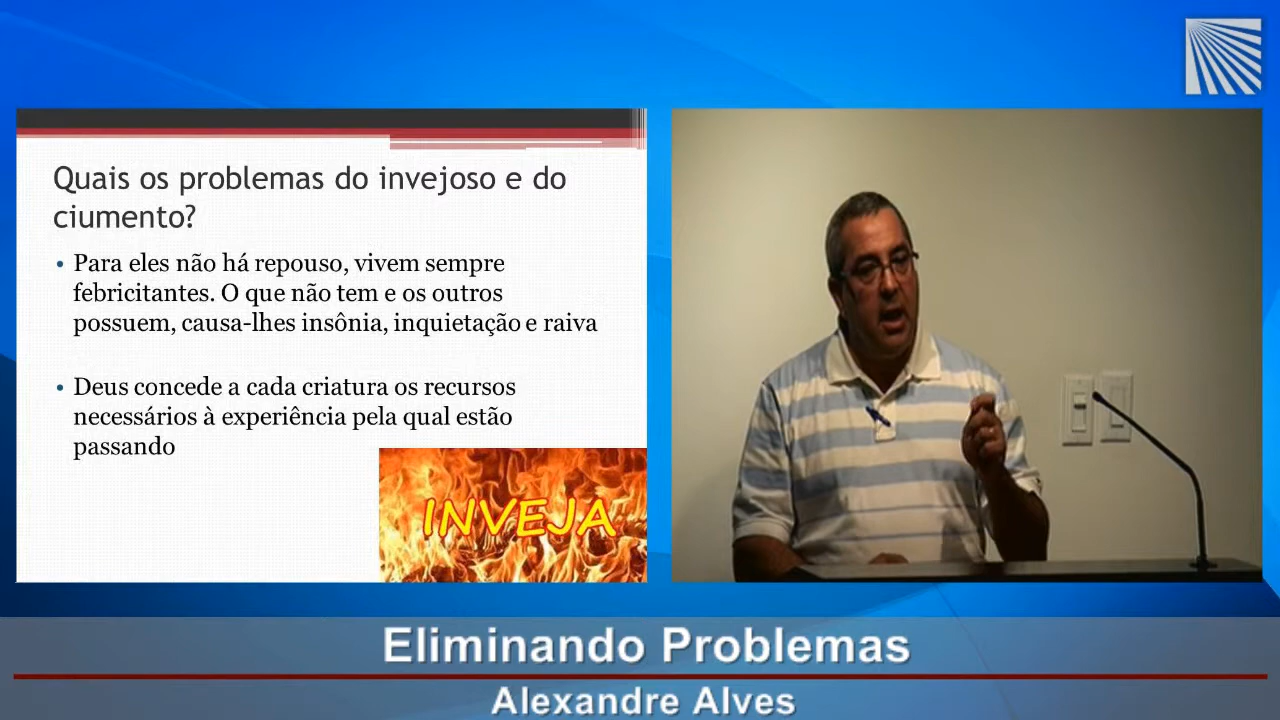 Quais os problemas do invejoso e do
ciumento?
• Para eles não há repouso, vivem sempre
febricitantes. O que não tem e os outros
possuem, causa-lhes insônia, inquietação e raiva
• Deus concede a cada criatura os recursos
necessários à experiência pela qual estão
passando
INVEJA
Eliminando Problemas
Alexandre Alves